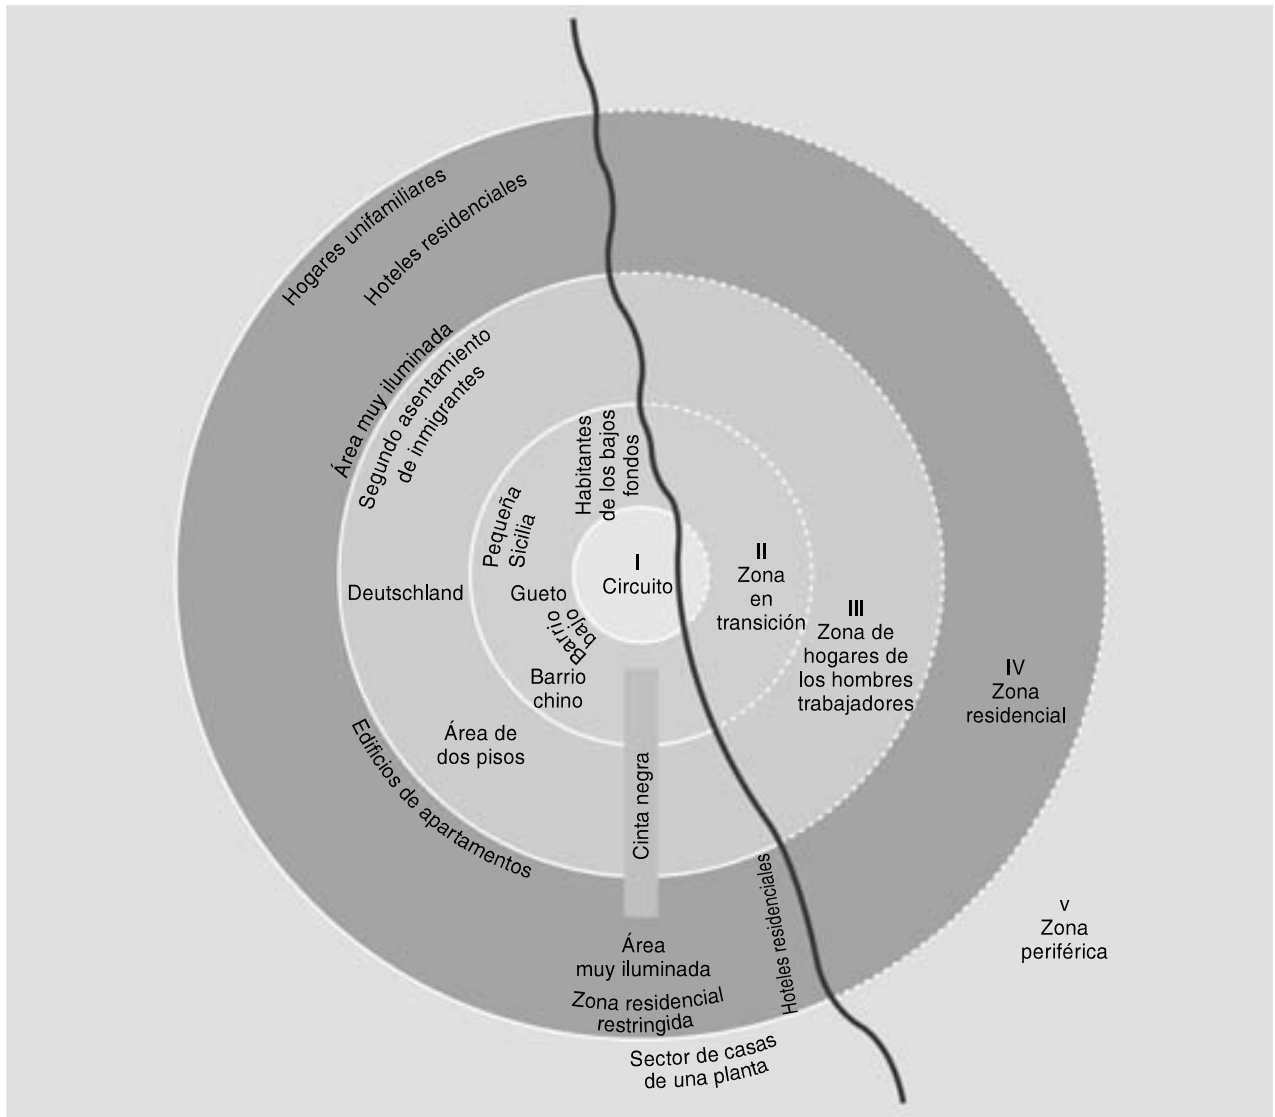 Hogares unifamiliares
Hoteles residenciales
Área muy iluminada
Segundo asentamiento
de inmigrantes
Habitantes
de los bajos
fondos
Pequeña
Sicilia
I
Circuito
II
Zona
en
transición
Deutschland
Gueto
Barrio
bajo
III
Zona de
hogares de
los hombres
trabajadores
Barrio
chino
IV
Zona
residencial
Área de
dos pisos
Edificios de apartamentos
Cinta negra
Hoteles residenciales
v
Zona
periférica
Área
muy iluminada
Zona residencial
restringida
Sector de casas
de una planta